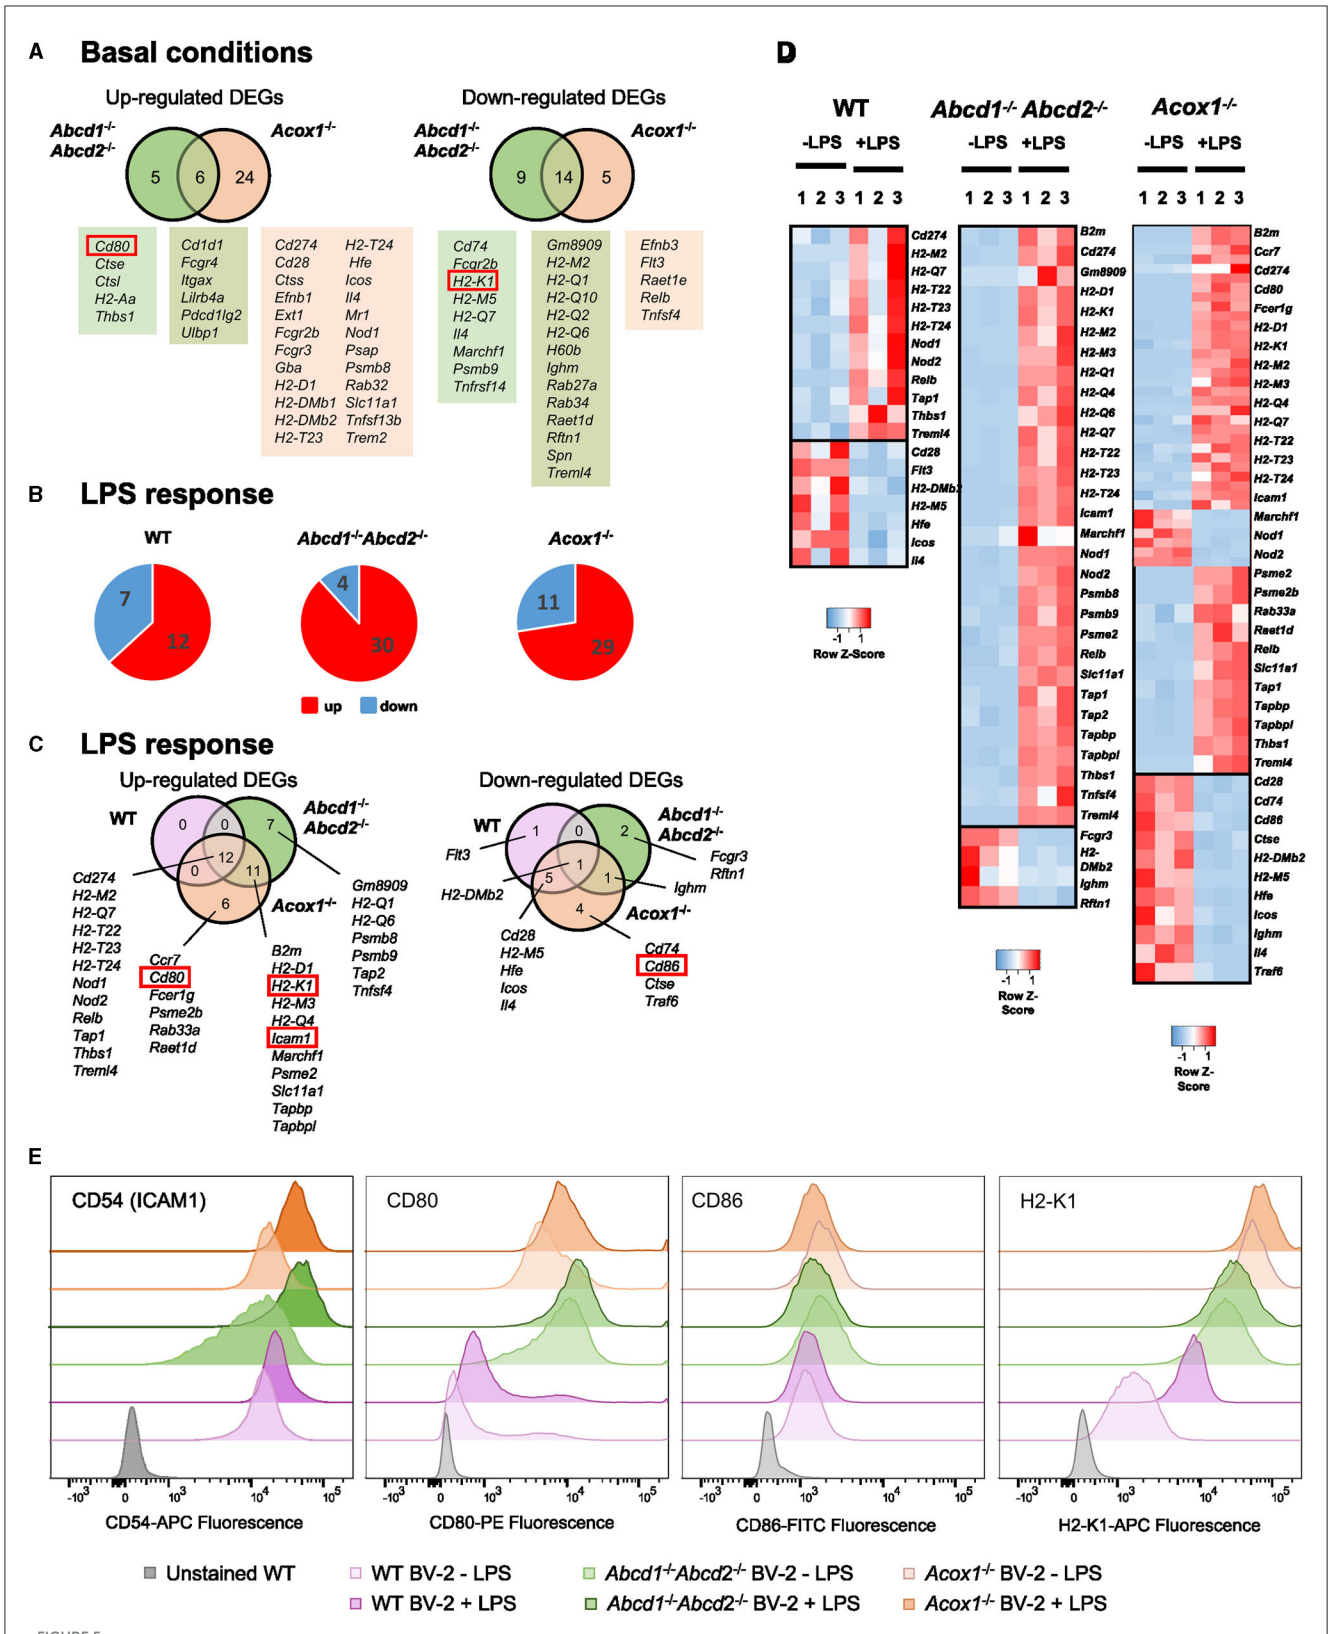 A Basal conditions
Up-regulated DEGs
Abcd1-/-
Abcd2-/-
Acox1-/-
5 6 24
Cd80
Ctse
Ctsl
H2-Aa
Thbs1
Cd1d1
Fcgr4
Itgax
Lilrb4a
Pdcd1lg2
Ulbp1
Cd274 H2-T24
Cd28 Hfe
Ctss Icos
Efnb1 Il4
Ext1 Mr1
Fcgr2b Nod1
Fcgr3 Psap
Gba Psmb8
H2-D1 Rab32
H2-DMb1 Slc11a1
H2-DMb2 Tnfsf13b
H2-T23 Trem2
Down-regulated DEGs
Abcd1-/-
Abcd2-/-
Acox1-/-
9 14 5
Cd74
Fcgr2b
H2-K1
H2-M5
H2-Q7
Il4
Marchf1
Psmb9
Tnfrsf14
Gm8909
H2-M2
H2-Q1
H2-Q10
H2-Q2
H2-Q6
H60b
Ighm
Rab27a
Rab34
Raet1d
Rftn1
Spn
Treml4
Efnb3
Flt3
Raet1e
Relb
Tnfsf4
B LPS response
WT
7
12
Abcd1-/-Abcd2-/-
4
30
Acox1-/-
11
29
up down
C LPS response
Up-regulated DEGs
WT
Abcd1-/-
Abcd2-/-
Acox1-/-
0 0 7
12
0 11
6
Cd274
H2-M2
H2-Q7
H2-T22
H2-T23
H2-T24
Nod1
Nod2
Relb
Tap1
Thbs1
Treml4
Ccr7
Cd80
Fcer1g
Psme2b
Rab33a
Raet1d
B2m
H2-D1
H2-K1
H2-M3
H2-Q4
Icam1
Marchf1
Psme2
Slc11a1
Tapbp
Tapbpl
Gm8909
H2-Q1
H2-Q6
Psmb8
Psmb9
Tap2
Tnfsf4
Down-regulated DEGs
WT
Abcd1-/-
Abcd2-/-
Acox1-/-
1 0 2
1
5 1
4
Flt3
H2-DMb2
Cd28
H2-M5
Hfe
Icos
Il4
Fcgr3
Rftn1
Ighm
Cd74
Cd86
Ctse
Traf6
D
WT
-LPS +LPS
1 2 3 1 2 3
Cd274
H2-M2
H2-Q7
H2-T22
H2-T23
H2-T24
Nod1
Nod2
Relb
Tap1
Thbs1
Treml4
Cd28
Flt3
H2-DMb2
H2-M5
Hfe
Icos
Il4
-1 1
Row Z-Score
Abcd1-/- Abcd2-/-
-LPS +LPS
1 2 3 1 2 3
B2m
Cd274
Gm8909
H2-D1
H2-K1
H2-M2
H2-M3
H2-Q1
H2-Q4
H2-Q6
H2-Q7
H2-T22
H2-T23
H2-T24
Icam1
Marchf1
Nod1
Nod2
Psmb8
Psmb9
Psme2
Relb
Slc11a1
Tap1
Tap2
Tapbp
Tapbpl
Thbs1
Tnfsf4
Treml4
Fcgr3
H2-
DMb2
Ighm
Rftn1
-1 1
Row Z-
Score
Acox1-/-
-LPS +LPS
1 2 3 1 2 3
B2m
Ccr7
Cd274
Cd80
Fcer1g
H2-D1
H2-K1
H2-M2
H2-M3
H2-Q4
H2-Q7
H2-T22
H2-T23
H2-T24
Icam1
Marchf1
Nod1
Nod2
Psme2
Psme2b
Rab33a
Raet1d
Relb
Slc11a1
Tap1
Tapbp
Tapbpl
Thbs1
Treml4
Cd28
Cd74
Cd86
Ctse
H2-DMb2
H2-M5
Hfe
Icos
Ighm
Il4
Traf6
-1 1
Row Z-
Score
E
CD54 (ICAM1)
-10³ 0 10³ 10⁴ 10⁵
CD54-APC Fluorescence
CD80
-10³ 0 10³ 10⁴ 10⁵
CD80-PE Fluorescence
CD86
-10³ 0 10³ 10⁴ 10⁵
CD86-FITC Fluorescence
H2-K1
-10³ 0 10³ 10⁴ 10⁵
H2-K1-APC Fluorescence
Unstained WT
WT BV-2 - LPS
WT BV-2 + LPS
Abcd1-/-Abcd2-/- BV-2 - LPS
Abcd1-/-Abcd2-/- BV-2 + LPS
Acox1-/- BV-2 - LPS
Acox1-/- BV-2 + LPS